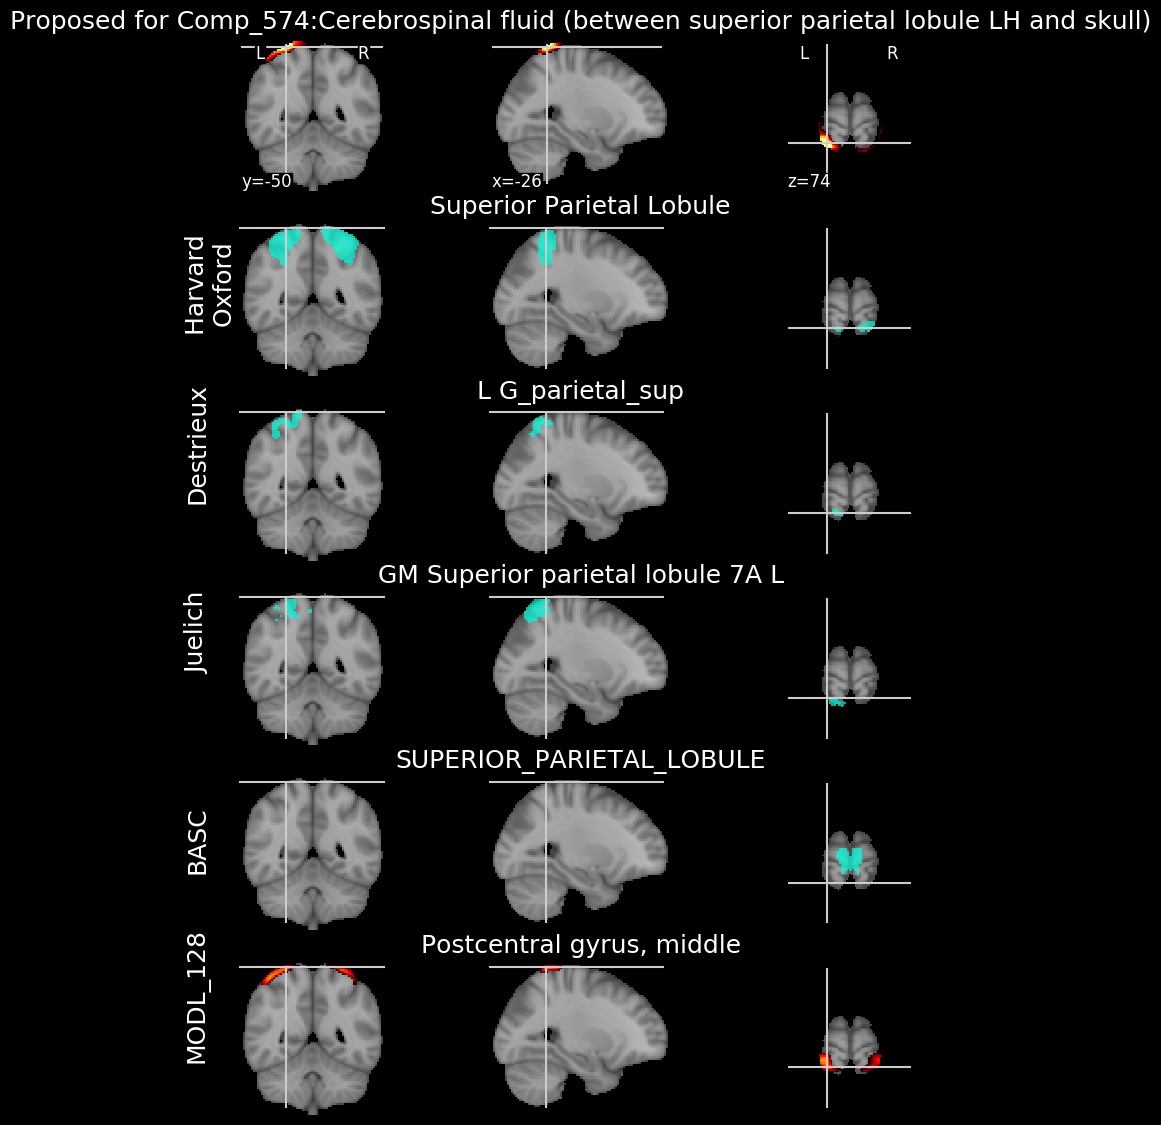 Proposed for Comp_574:Cerebrospinal fluid (between superior parietal lobule LH and skull)
L R
L R
y=-50
x=-26
z=74
Superior Parietal Lobule
Harvard
Oxford
L G_parietal_sup
Destrieux
GM Superior parietal lobule 7A L
Juelich
SUPERIOR_PARIETAL_LOBULE
BASC
Postcentral gyrus, middle
MODL_128